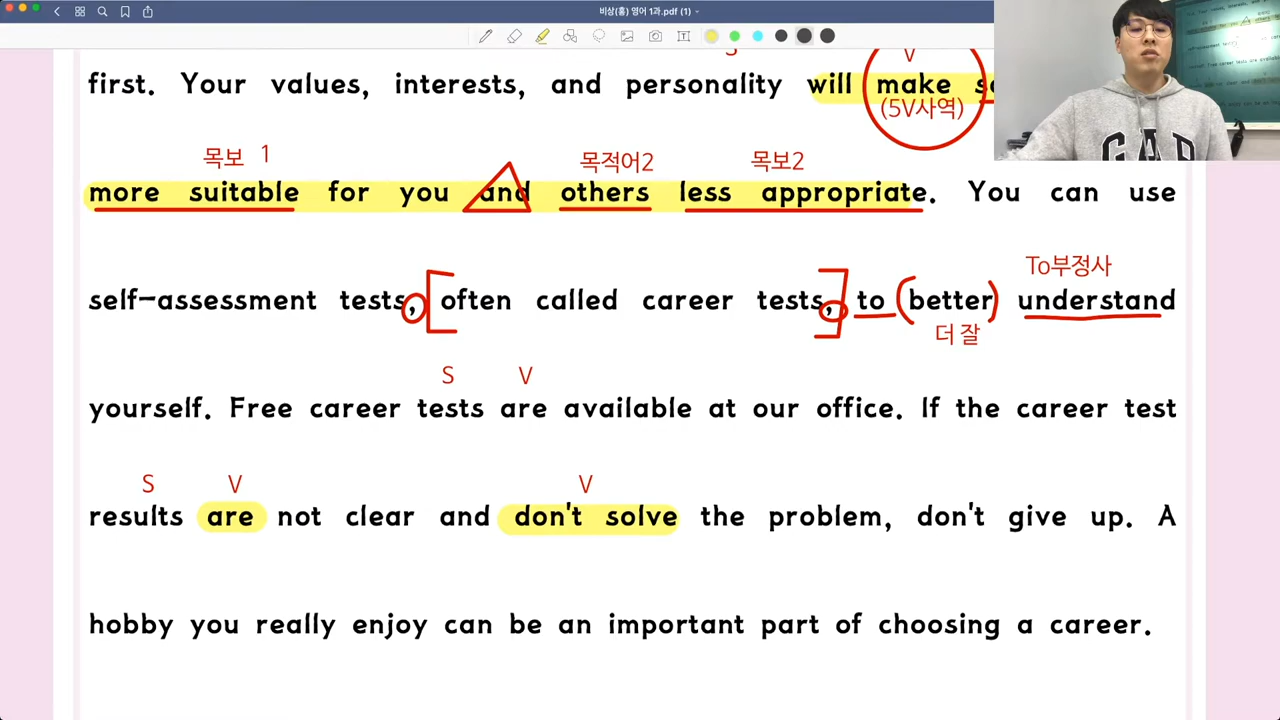 비상(홍) 영어 1과.pdf (1)
V
first. Your values, interests, and personality will make
(5V사역)
목보 1 목적어2 목보2
more suitable for you and others less appropriate. You can use
To부정사
self-assessment tests, [often called career tests,] to (better) understand
더 잘
S V
yourself. Free career tests are available at our office. If the career test
S V V
results are not clear and don't solve the problem, don't give up. A
hobby you really enjoy can be an important part of choosing a career.
GAP